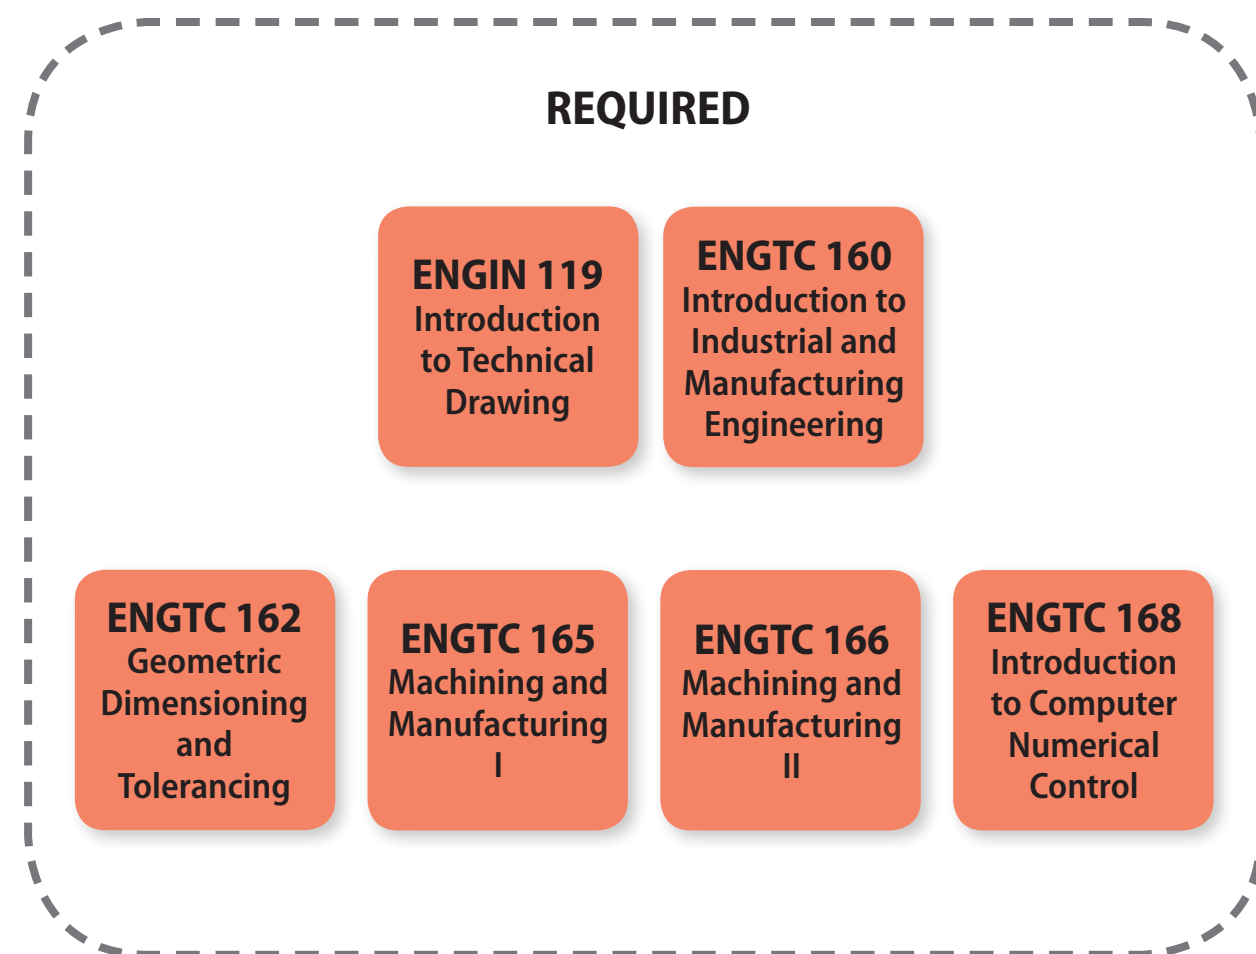 REQUIRED
ENGIN 119
Introduction
to Technical
Drawing
ENGTC 160
Introduction to
Industrial and
Manufacturing
Engineering
ENGTC 162
Geometric
Dimensioning
and
Tolerancing
ENGTC 165
Machining and
Manufacturing
I
ENGTC 166
Machining and
Manufacturing
II
ENGTC 168
Introduction
to Computer
Numerical
Control